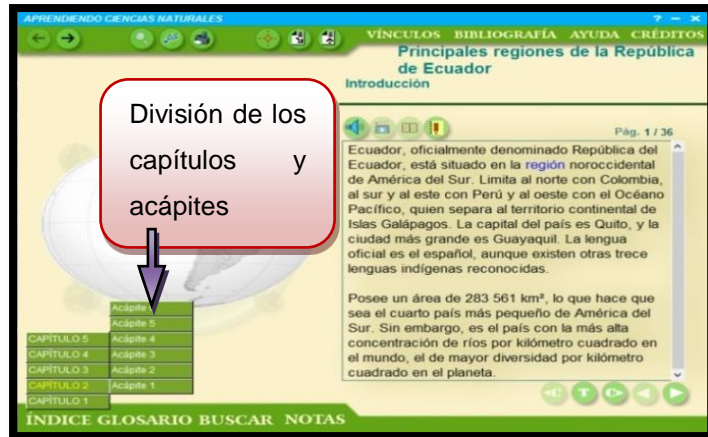 APRENDIENDO CIENCIAS NATURALES
VÍNCULOS BIBLIOGRAFÍA AYUDA CRÉDITOS
Principales regiones de la República
de Ecuador
Introducción
Pág. 1 / 36
Ecuador, oficialmente denominado República del
Ecuador, está situado en la región noroccidental
de América del Sur. Limita al norte con Colombia,
al sur y al este con Perú y al oeste con el Océano
Pacífico, quien separa al territorio continental de
Islas Galápagos. La capital del país es Quito, y la
ciudad más grande es Guayaquil. La lengua
oficial es el español, aunque existen otras trece
lenguas indígenas reconocidas.
Posee un área de 283 561 km², lo que hace que
sea el cuarto país más pequeño de América del
Sur. Sin embargo, es el país con la más alta
concentración de ríos por kilómetro cuadrado en
el mundo, el de mayor diversidad por kilómetro
cuadrado en el planeta.
División de los
capítulos y
acápites
Acápite
Acápite 5
CAPÍTULO 5 Acápite 4
CAPÍTULO 4 Acápite 3
CAPÍTULO 3 Acápite 2
CAPÍTULO 2 Acápite 1
CAPÍTULO 1
ÍNDICE GLOSARIO BUSCAR NOTAS